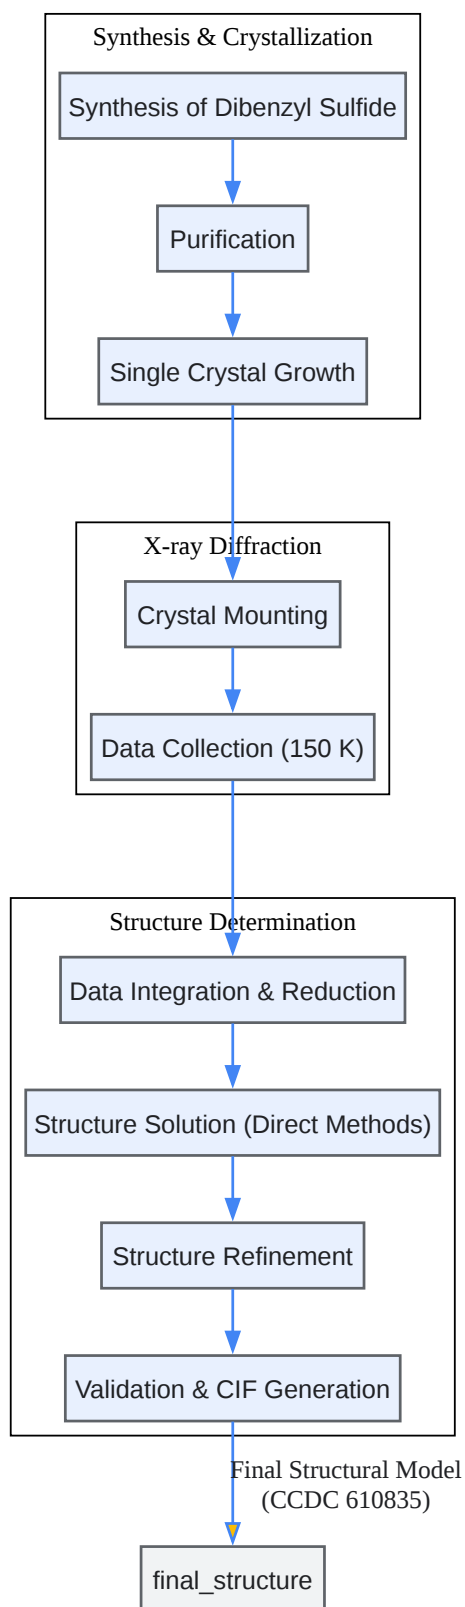 Synthesis & Crystallization
Synthesis of Dibenzyl Sulfide
Purification
Single Crystal Growth
X-ray Diffraction
Crystal Mounting
Data Collection (150 K)
Structure Determination
Data Integration & Reduction
Structure Solution (Direct Methods)
Structure Refinement
Validation & CIF Generation
Final Structural Model
(CCDC 610835)
final_structure